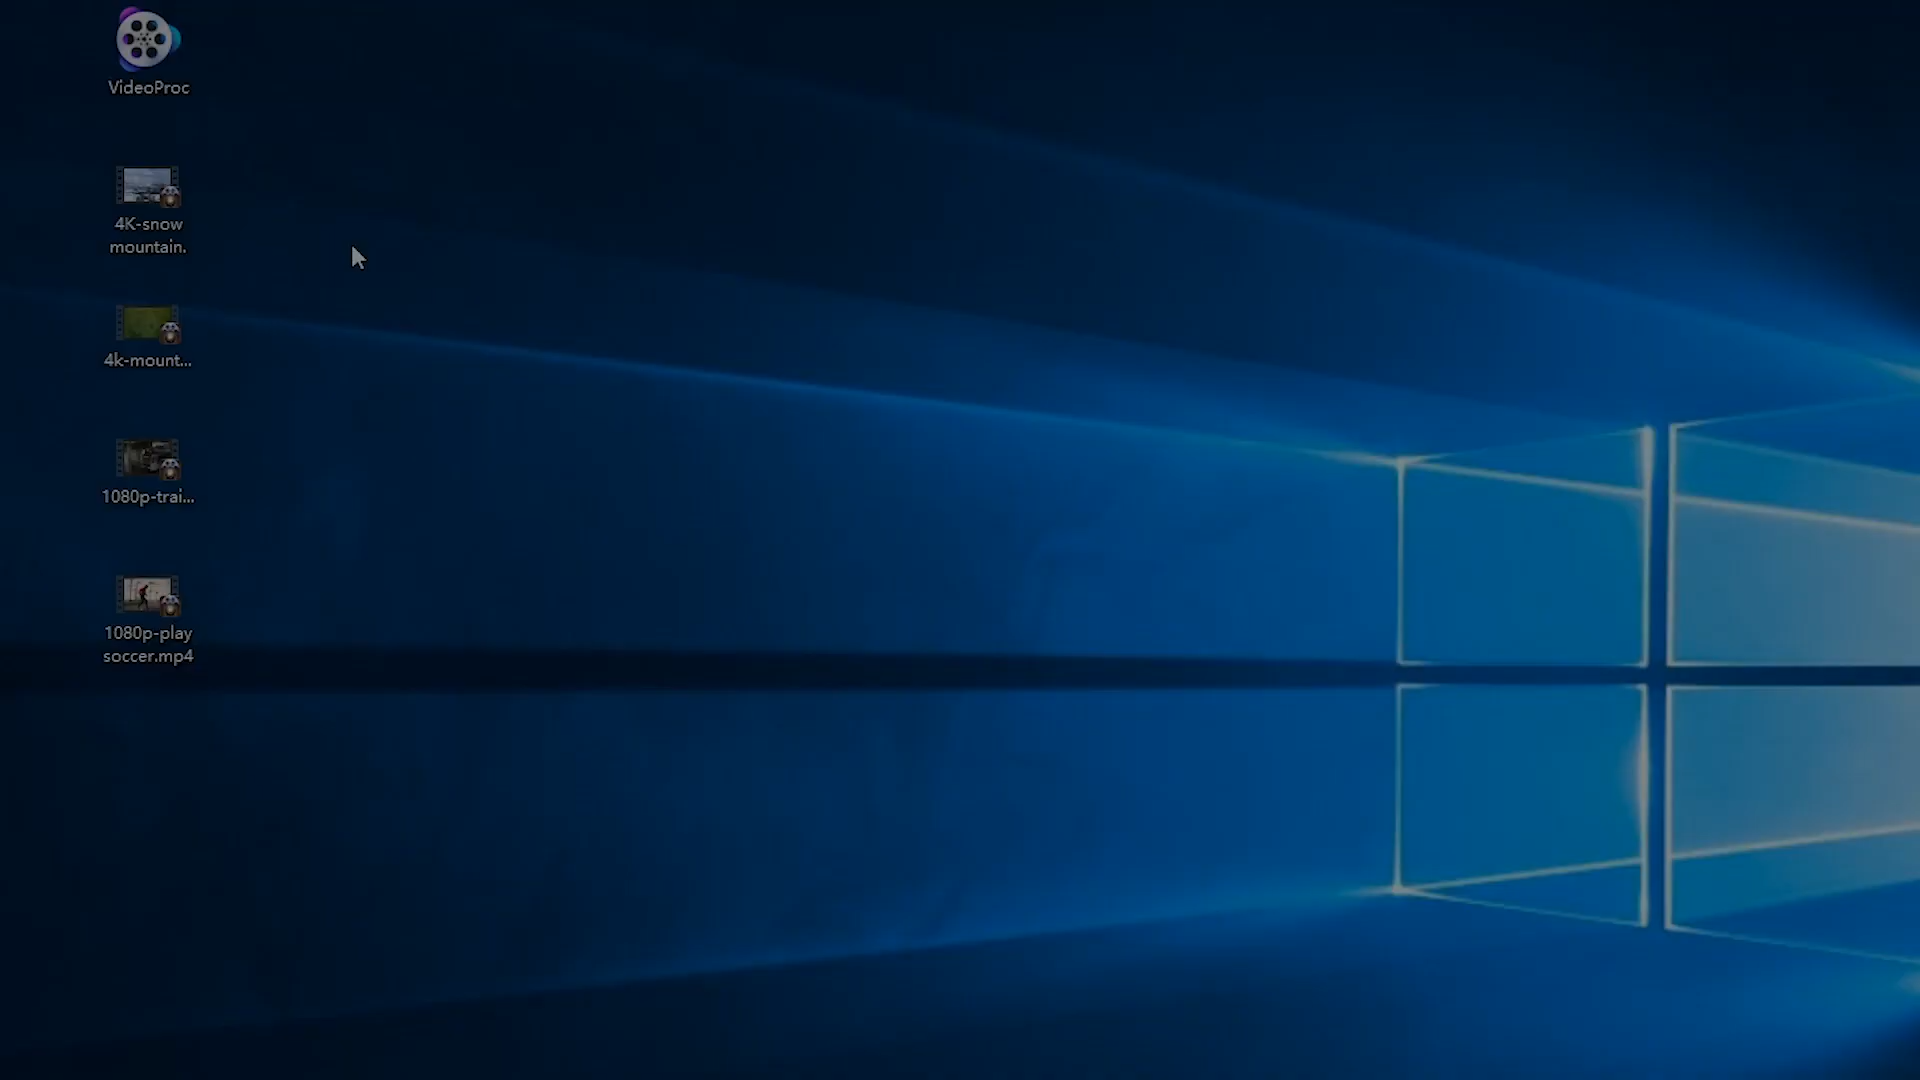 VideoProc
4K-snow
mountain.
4k-mount...
1080p-trai...
1080p-play
soccer.mp4